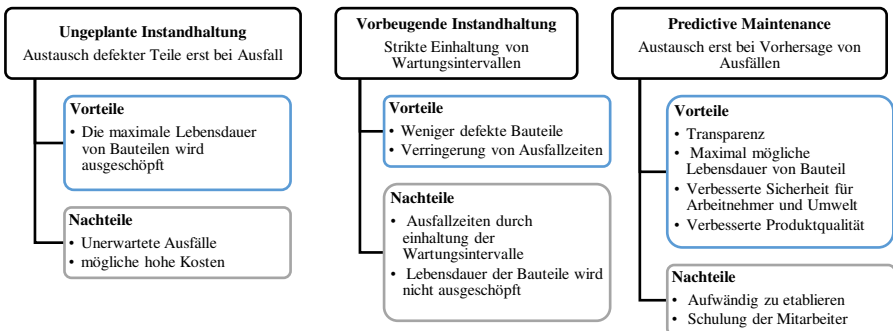 Ungeplante Instandhaltung
Austausch defekter Teile erst bei Ausfall
Vorteile
• Die maximale Lebensdauer
von Bauteilen wird
ausgeschöpft
Nachteile
• Unerwartete Ausfälle
• mögliche hohe Kosten
Vorbeugende Instandhaltung
Strikte Einhaltung von
Wartungsintervallen
Vorteile
• Weniger defekte Bauteile
• Verringerung von Ausfallzeiten
Nachteile
• Ausfallzeiten durch
einhaltung der
Wartungsintervalle
• Lebensdauer der Bauteile wird
nicht ausgeschöpft
Predictive Maintenance
Austausch erst bei Vorhersage von
Ausfällen
Vorteile
• Transparenz
• Maximal mögliche
Lebensdauer von Bauteil
• Verbesserte Sicherheit für
Arbeitnehmer und Umwelt
• Verbesserte Produktqualität
Nachteile
• Aufwändig zu etablieren
• Schulung der Mitarbeiter